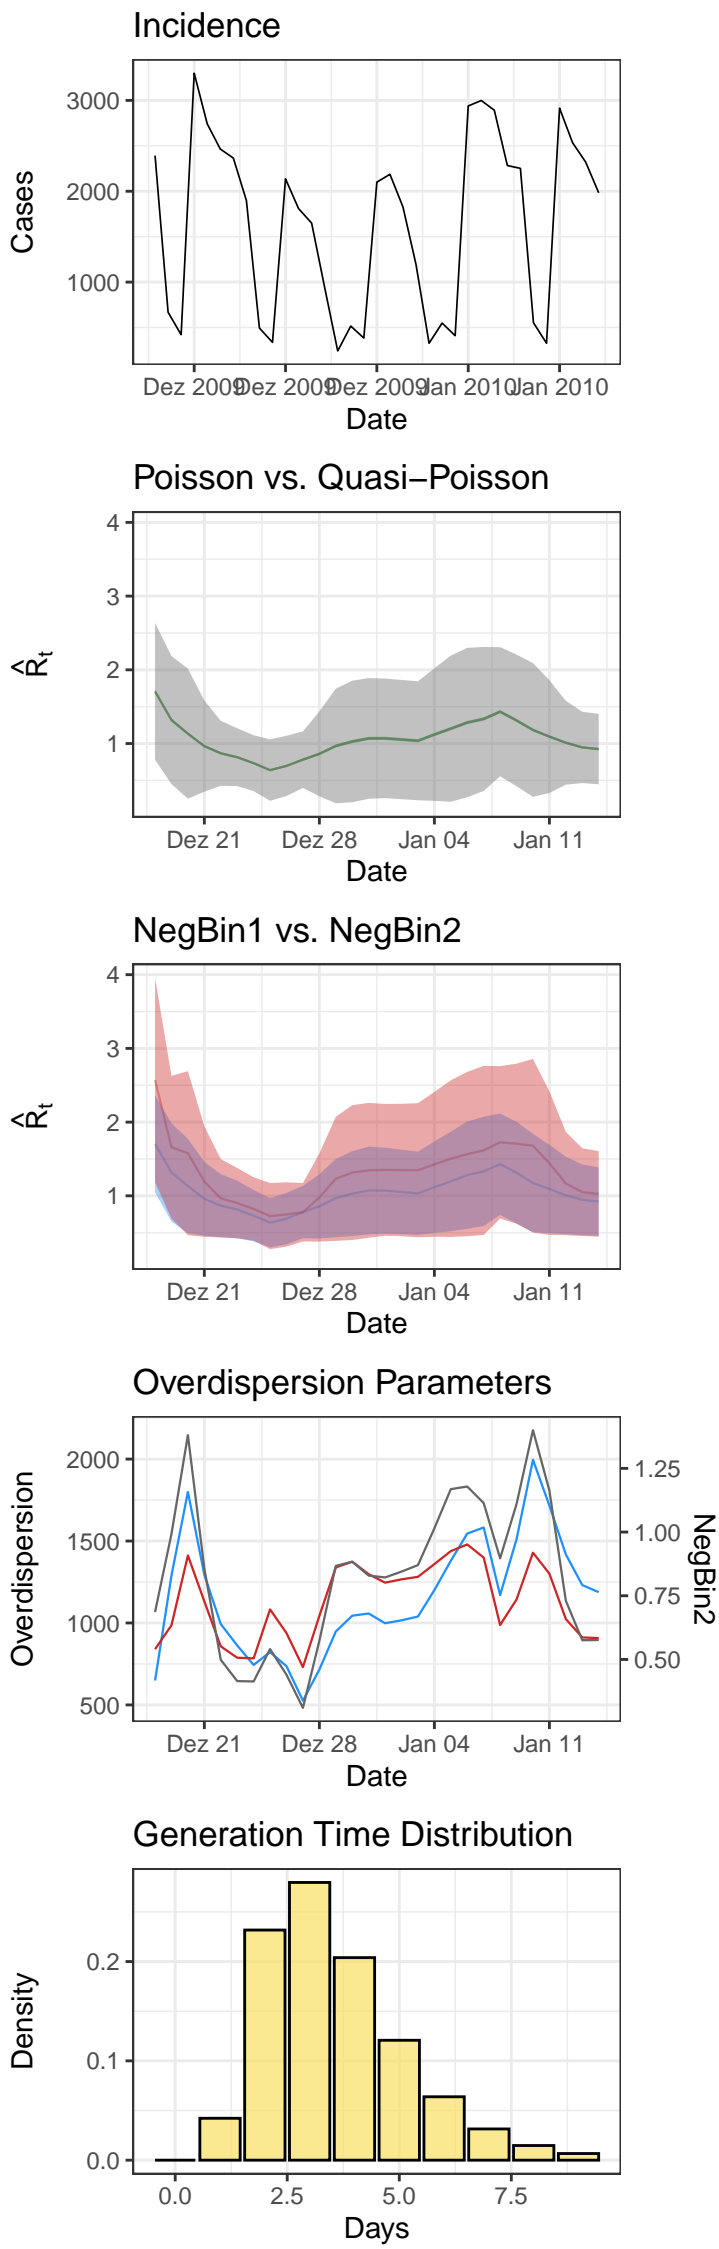 Incidence
Cases
3000
2000
1000
Dez 2009
Dez 2009
Dez 2009
Jan 2010
Jan 2010
Date
Poisson vs. Quasi−Poisson
R̂t
4
3
2
1
Dez 21
Dez 28
Jan 04
Jan 11
Date
NegBin1 vs. NegBin2
R̂t
4
3
2
1
Dez 21
Dez 28
Jan 04
Jan 11
Date
Overdispersion Parameters
Overdispersion
2000
1500
1000
500
1.25
1.00
0.75
0.50
NegBin2
Dez 21
Dez 28
Jan 04
Jan 11
Date
Generation Time Distribution
Density
0.2
0.1
0.0
0.0
2.5
5.0
7.5
Days